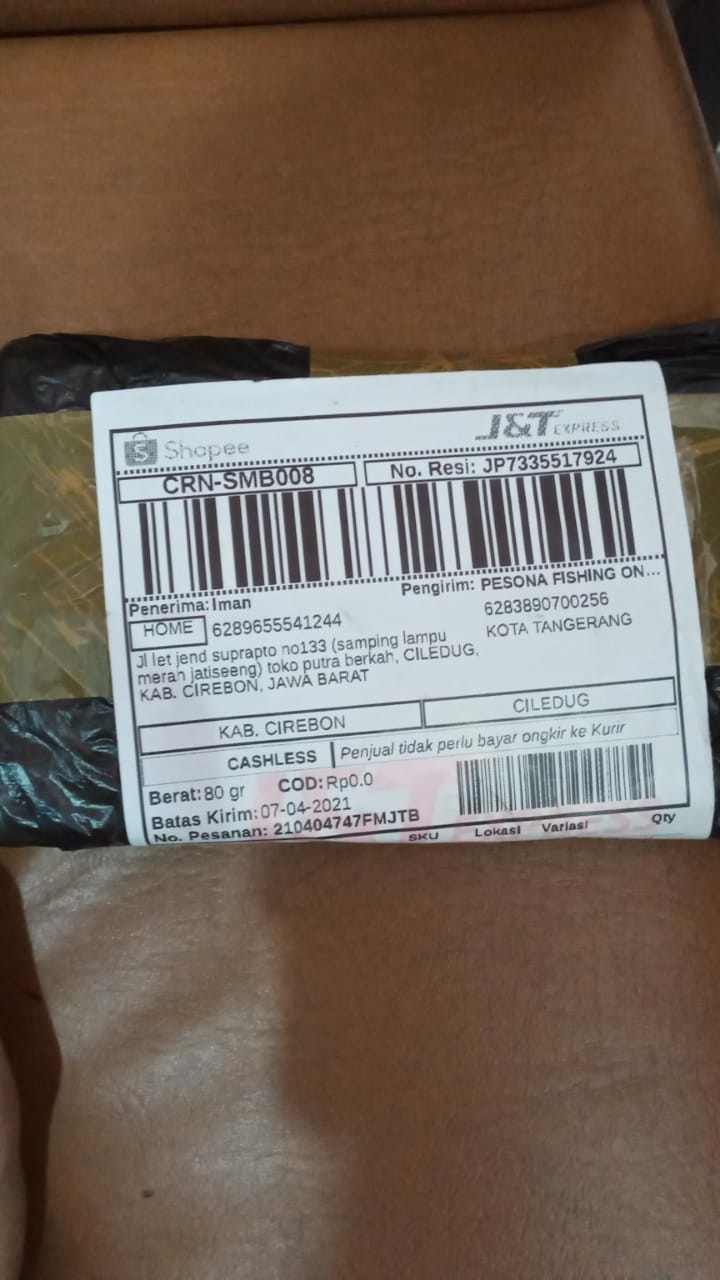 Shopee
J&T EXPRESS
CRN-SMB008
No. Resi: JP7335517924
Penerima: Iman
Pengirim: PESONA FISHING ON...
HOME 6289655541244
6283890700256
KOTA TANGERANG
Jl let jend suprapto no133 (samping lampu
merah jatiseeng) toko putra berkah, CILEDUG,
KAB. CIREBON, JAWA BARAT
KAB. CIREBON
CILEDUG
CASHLESS
Penjual tidak perlu bayar ongkir ke Kurir
Berat: 80 gr
COD: Rp0.0
Batas Kirim: 07-04-2021
No. Pesanan: 210404747FMJTB
SKU Lokasi Variasi Qty